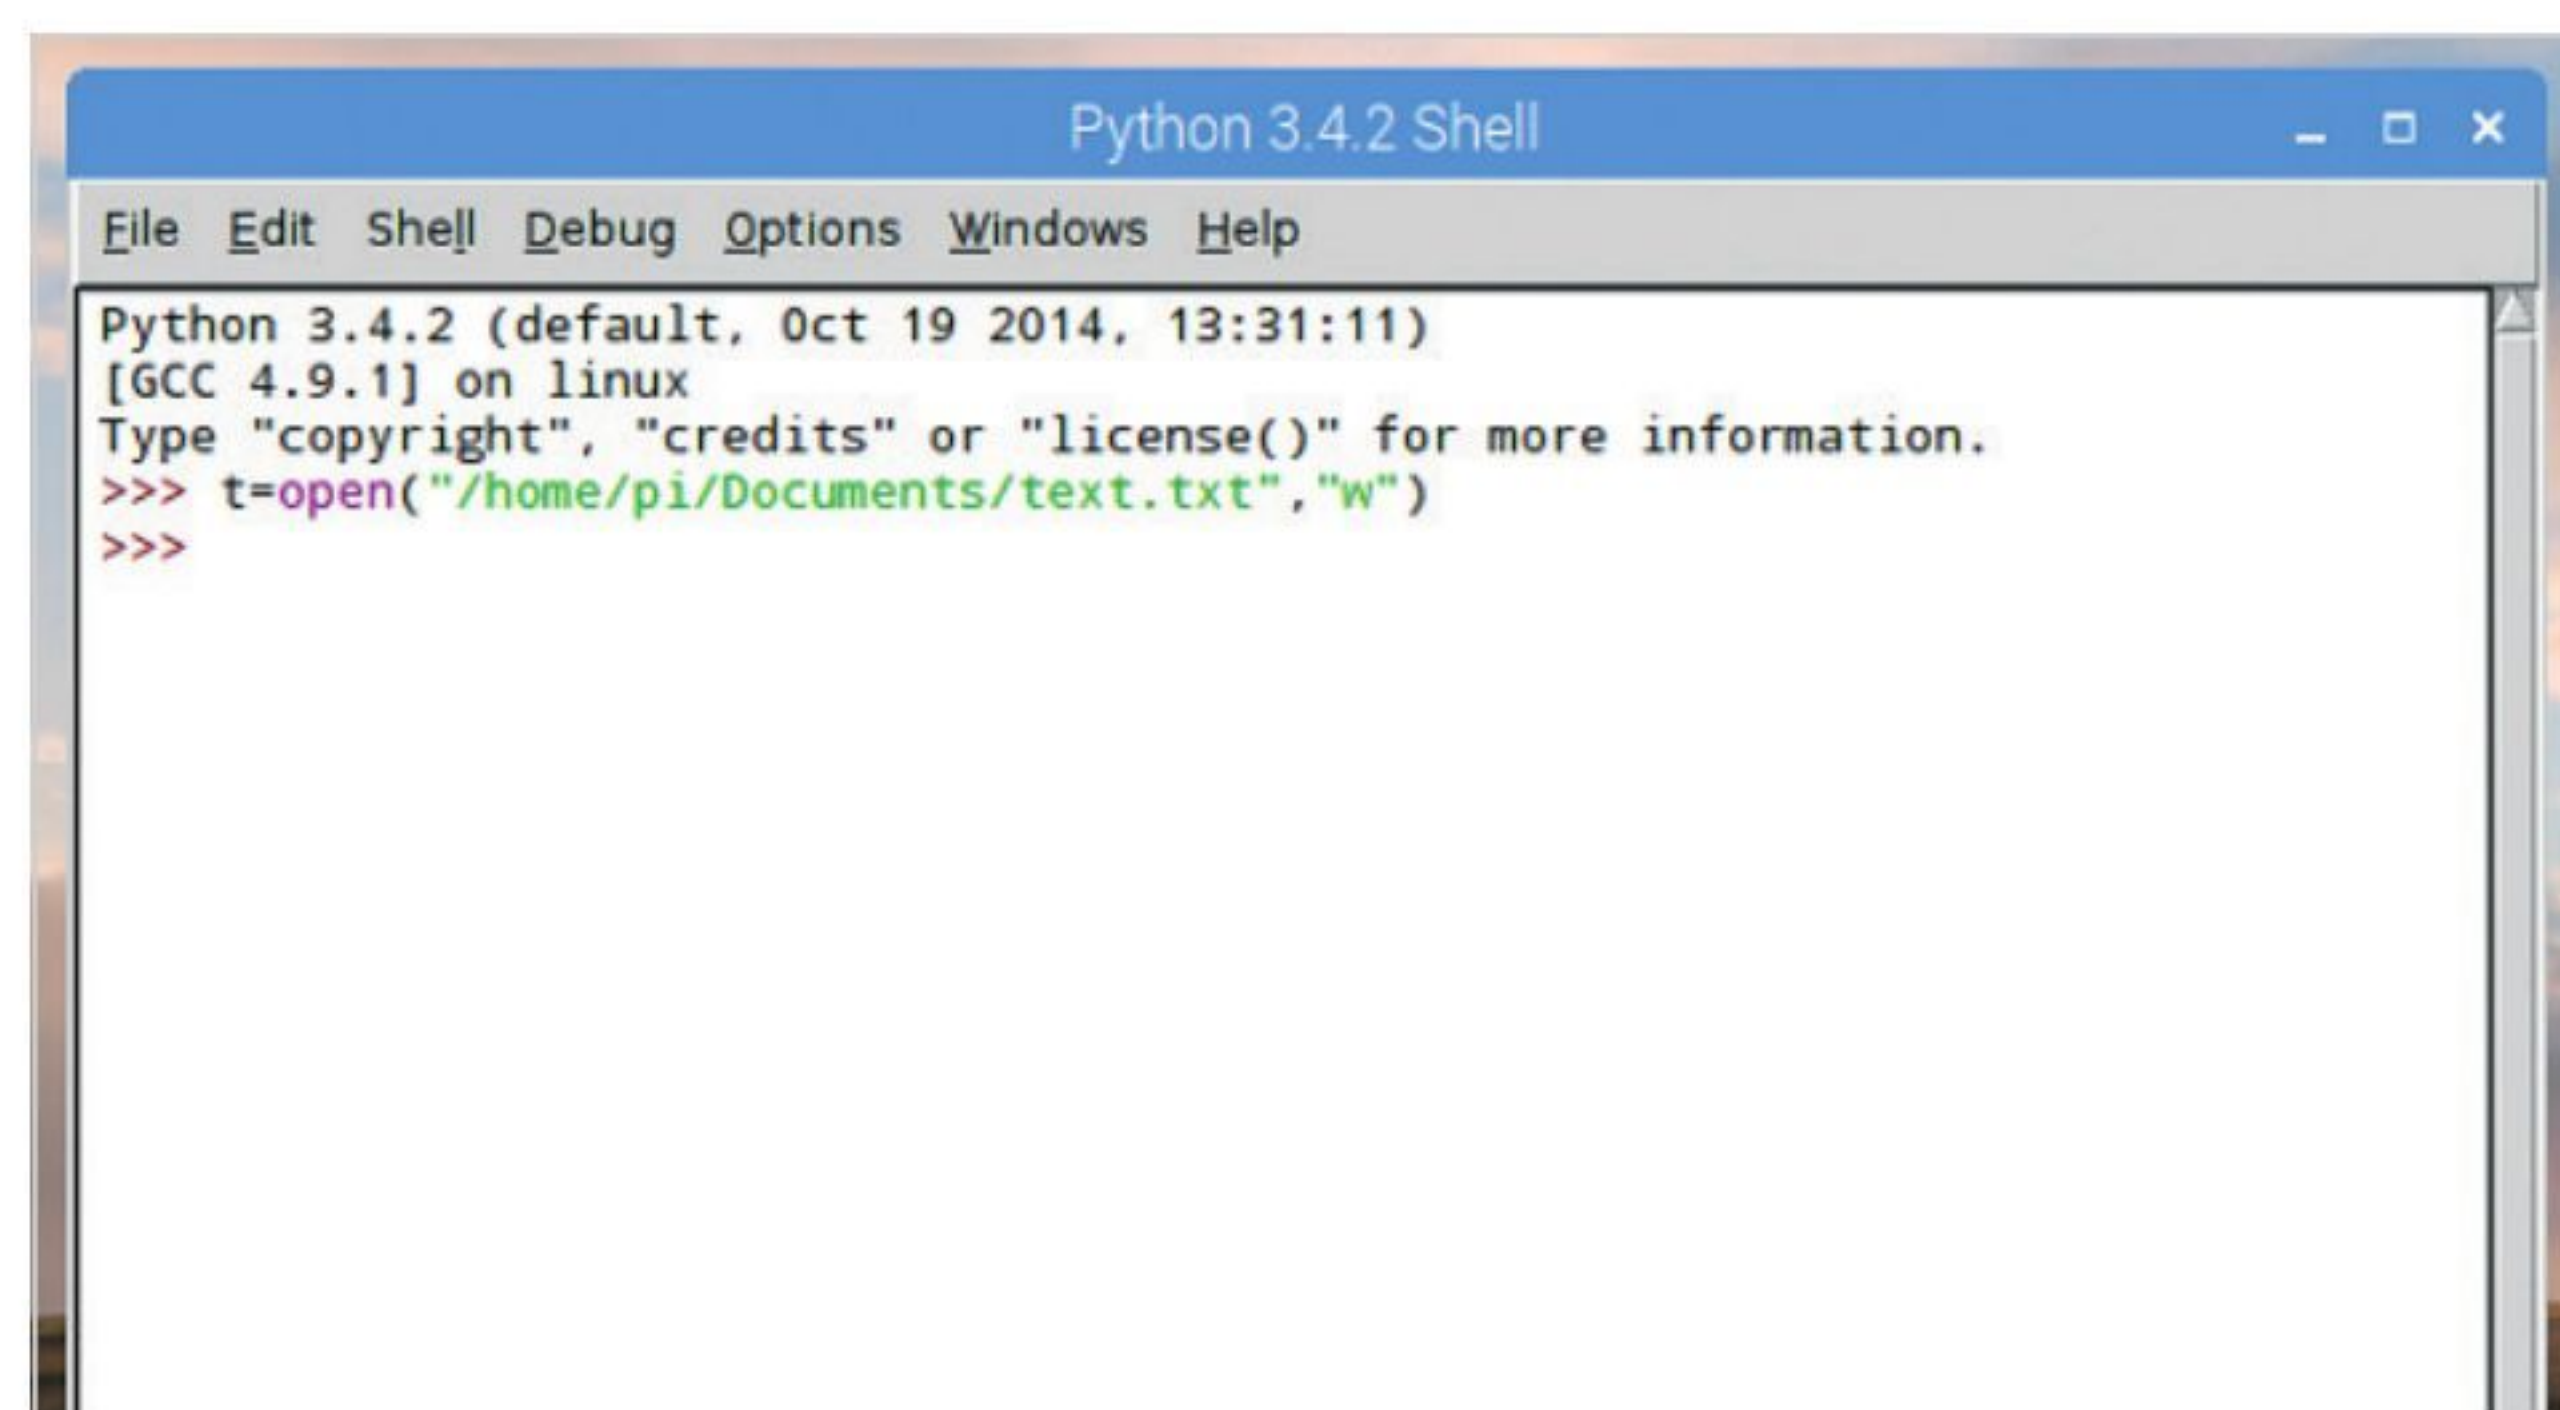 Python 3.4.2 Shell
File Edit Shell Debug Options Windows Help
Python 3.4.2 (default, Oct 19 2014, 13:31:11)
[GCC 4.9.1] on linux
Type "copyright", "credits" or "license()" for more information.
>>> t=open("/home/pi/Documents/text.txt","w")
>>>